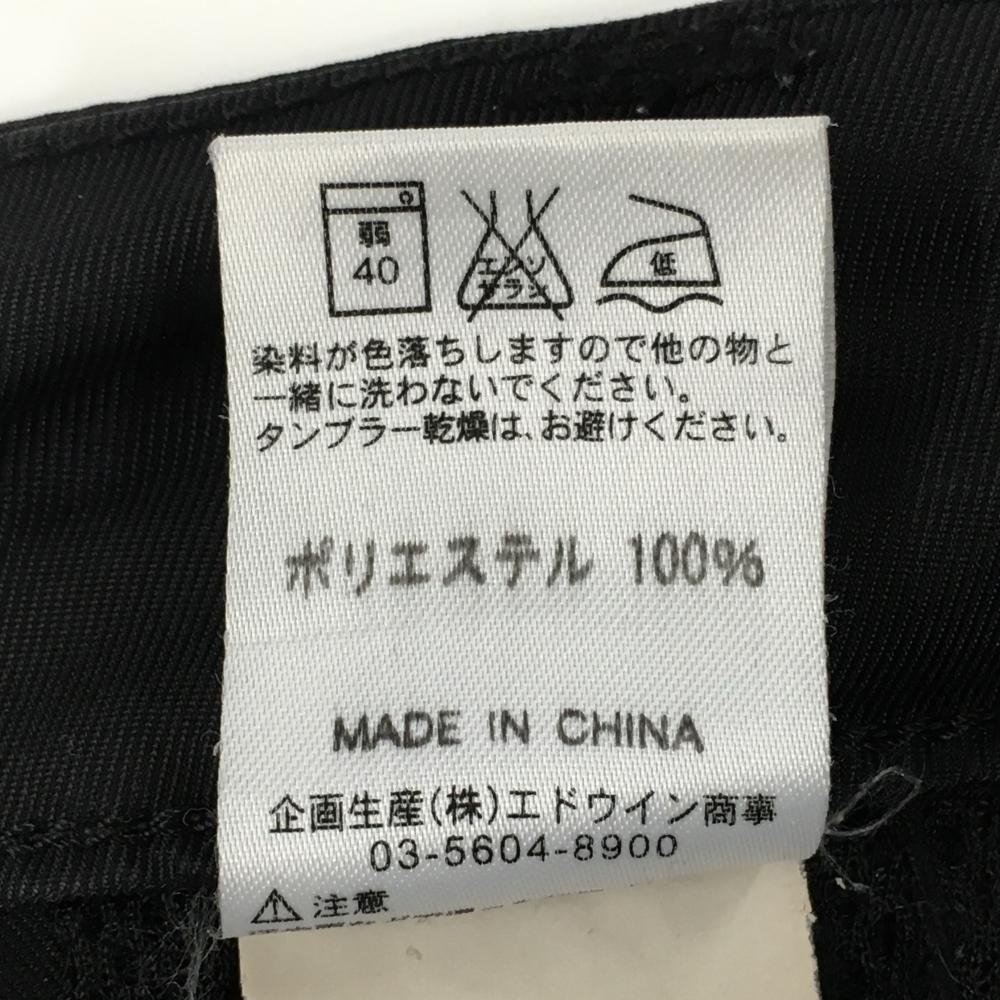 弱
40
エンソ
サラシ
低
染料が色落ちしますので他の物と
一緒に洗わないでください。
タンブラー乾燥は、お避けください。
ポリエステル 100%
MADE IN CHINA
企画生産(株)エドウイン商事
03-5604-8900
⚠注意